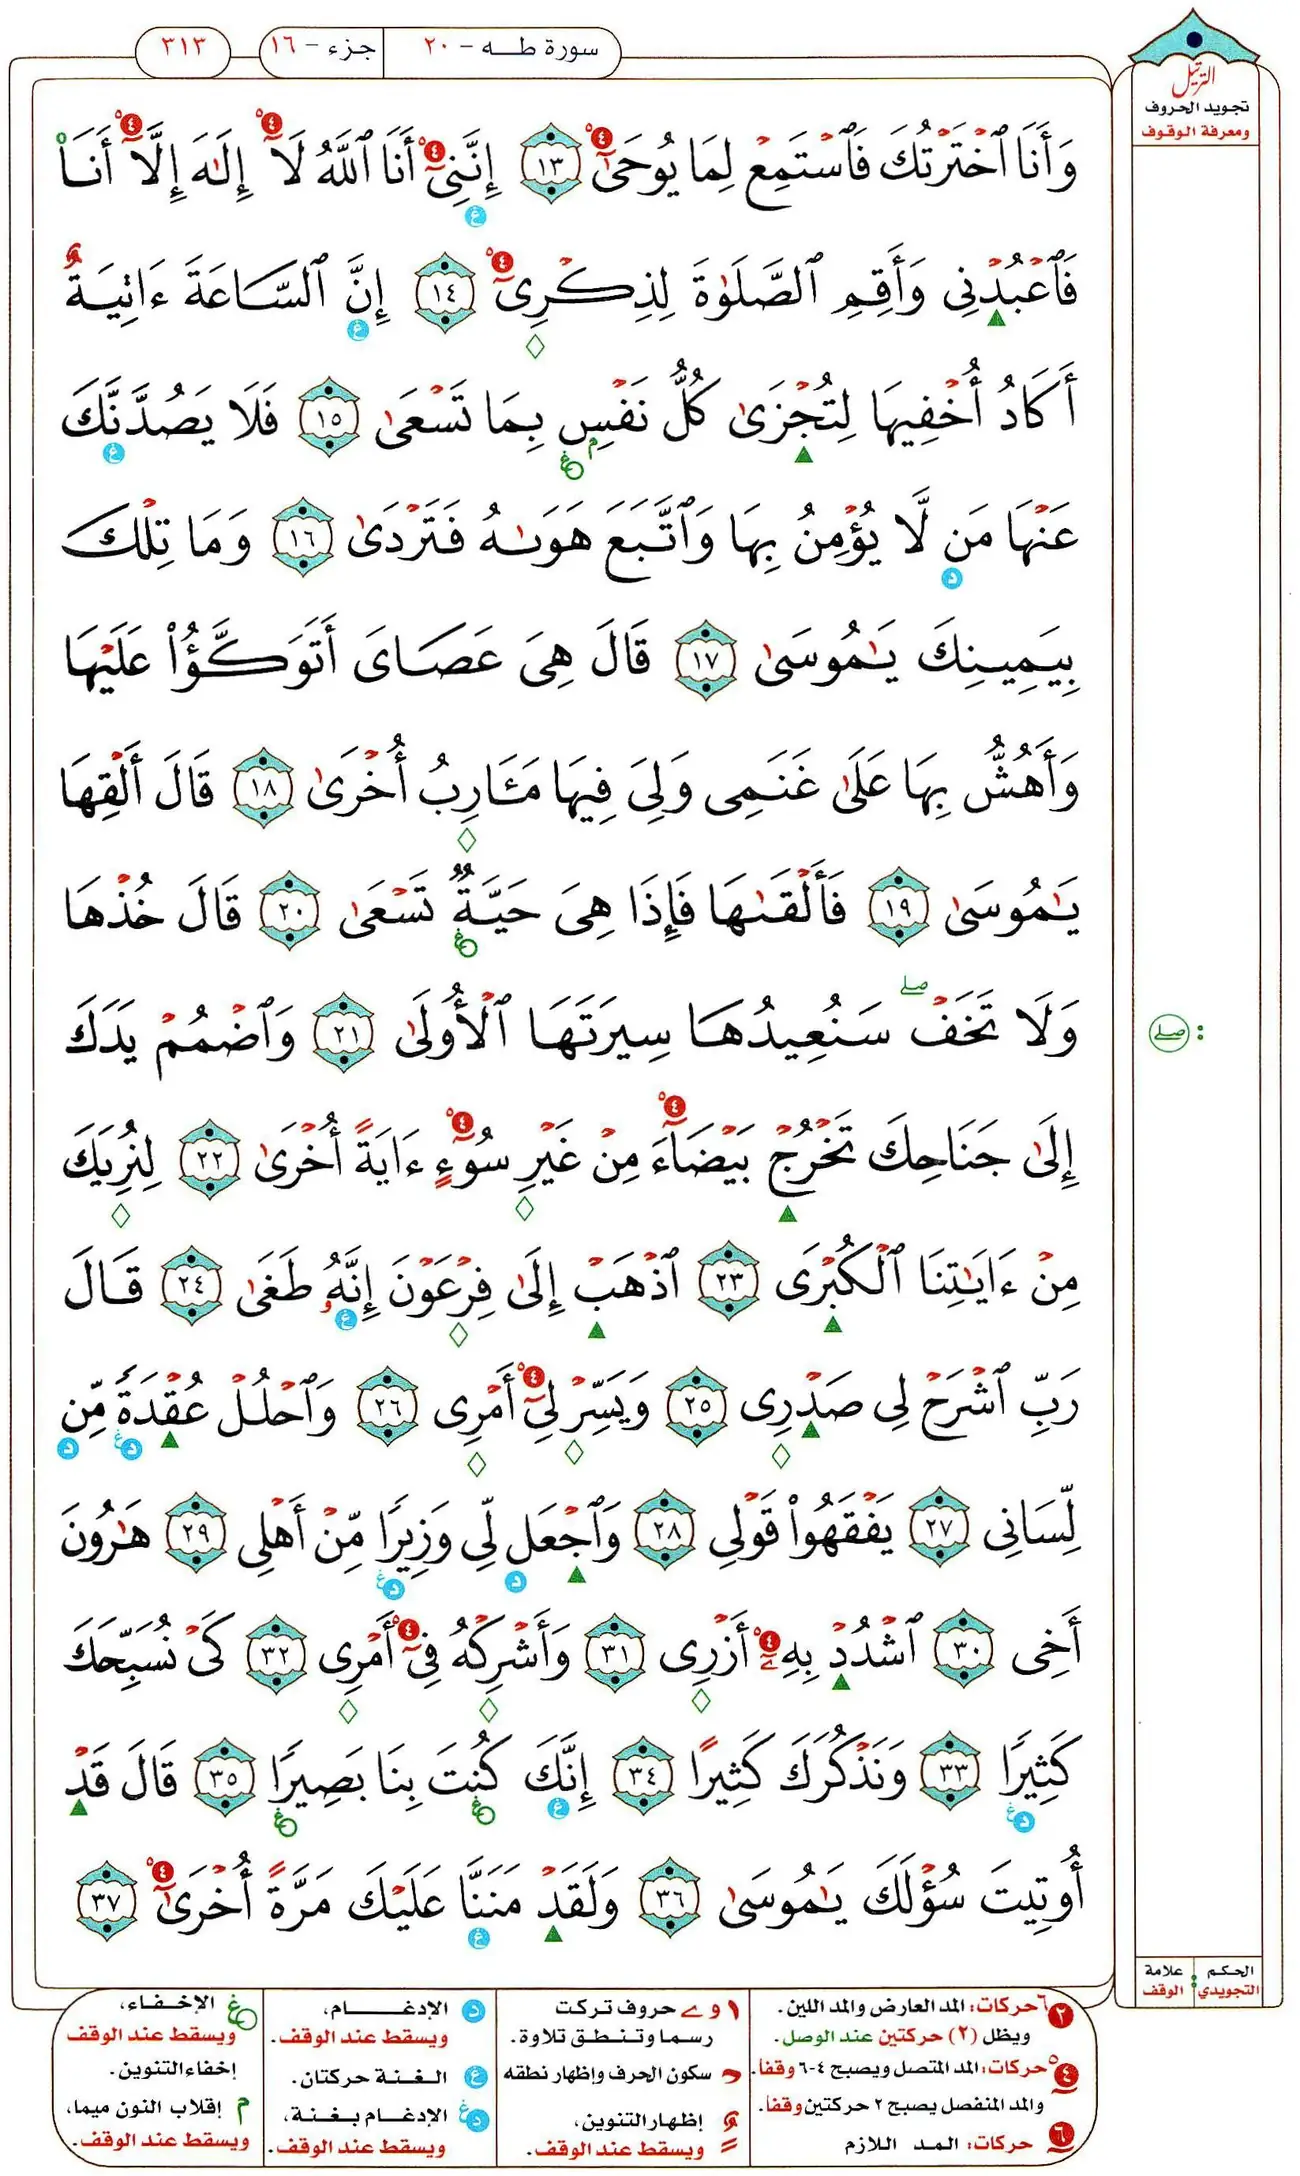 سورة طه - ٢٠
جزء - ١٦
٣١٣
الترتيل
تجويد الحروف
ومعرفة الوقوف
وَأَنَا ٱخْتَرْتُكَ فَٱسْتَمِعْ لِمَا يُوحَىٰٓ ١٣ إِنَّنِىٓ أَنَا ٱللَّهُ لَآ إِلَٰهَ إِلَّآ أَنَا۠
فَٱعْبُدْنِى وَأَقِمِ ٱلصَّلَوٰةَ لِذِكْرِىٓ ١٤ إِنَّ ٱلسَّاعَةَ ءَاتِيَةٌ
أَكَادُ أُخْفِيهَا لِتُجْزَىٰ كُلُّ نَفْسٍۭ بِمَا تَسْعَىٰ ١٥ فَلَا يَصُدَّنَّكَ
عَنْهَا مَن لَّا يُؤْمِنُ بِهَا وَٱتَّبَعَ هَوَىٰهُ فَتَرْدَىٰ ١٦ وَمَا تِلْكَ
بِيَمِينِكَ يَٰمُوسَىٰ ١٧ قَالَ هِىَ عَصَاىَ أَتَوَكَّؤُا۟ عَلَيْهَا
وَأَهُشُّ بِهَا عَلَىٰ غَنَمِى وَلِىَ فِيهَا مَـَٔارِبُ أُخْرَىٰ ١٨ قَالَ أَلْقِهَا
يَٰمُوسَىٰ ١٩ فَأَلْقَىٰهَا فَإِذَا هِىَ حَيَّةٌ تَسْعَىٰ ٢٠ قَالَ خُذْهَا
وَلَا تَخَفْ ۖ سَنُعِيدُهَا سِيرَتَهَا ٱلْأُولَىٰ ٢١ وَٱضْمُمْ يَدَكَ
صلے :
إِلَىٰ جَنَاحِكَ تَخْرُجْ بَيْضَآءَ مِنْ غَيْرِ سُوٓءٍ ءَايَةً أُخْرَىٰ ٢٢ لِنُرِيَكَ
مِنْ ءَايَٰتِنَا ٱلْكُبْرَى ٢٣ ٱذْهَبْ إِلَىٰ فِرْعَوْنَ إِنَّهُۥ طَغَىٰ ٢٤ قَالَ
رَبِّ ٱشْرَحْ لِى صَدْرِى ٢٥ وَيَسِّرْ لِىٓ أَمْرِى ٢٦ وَٱحْلُلْ عُقْدَةً مِّن
لِّسَانِى ٢٧ يَفْقَهُوا۟ قَوْلِى ٢٨ وَٱجْعَل لِّى وَزِيرًا مِّنْ أَهْلِى ٢٩ هَٰرُونَ
أَخِى ٣٠ ٱشْدُدْ بِهِۦٓ أَزْرِى ٣١ وَأَشْرِكْهُ فِىٓ أَمْرِى ٣٢ كَىْ نُسَبِّحَكَ
كَثِيرًا ٣٣ وَنَذْكُرَكَ كَثِيرًا ٣٤ إِنَّكَ كُنتَ بِنَا بَصِيرًا ٣٥ قَالَ قَدْ
أُوتِيتَ سُؤْلَكَ يَٰمُوسَىٰ ٣٦ وَلَقَدْ مَنَنَّا عَلَيْكَ مَرَّةً أُخْرَىٰٓ ٣٧
الحكم التجويدي : علامة الوقف
٢ ٦ حركات: المد العارض والمد اللين.
ويظل (٢) حركتين عند الوصل.
٤ ٥ حركات: المد المتصل ويصبح ٤-٦ وقفاً.
والمد المنفصل يصبح ٢ حركتين وقفاً.
٦ حركات: المد اللازم
ا و ے حروف تركت
رسما وتنطق تلاوة.
سكون الحرف وإظهار نطقه
إظهار التنوين،
ويسقط عند الوقف.
د الإدغام،
ويسقط عند الوقف.
غ الغنة حركتان.
د غ الإدغام بغنة،
ويسقط عند الوقف.
غ الإخفاء،
ويسقط عند الوقف
إخفاء التنوين.
م إقلاب النون ميما،
ويسقط عند الوقف.